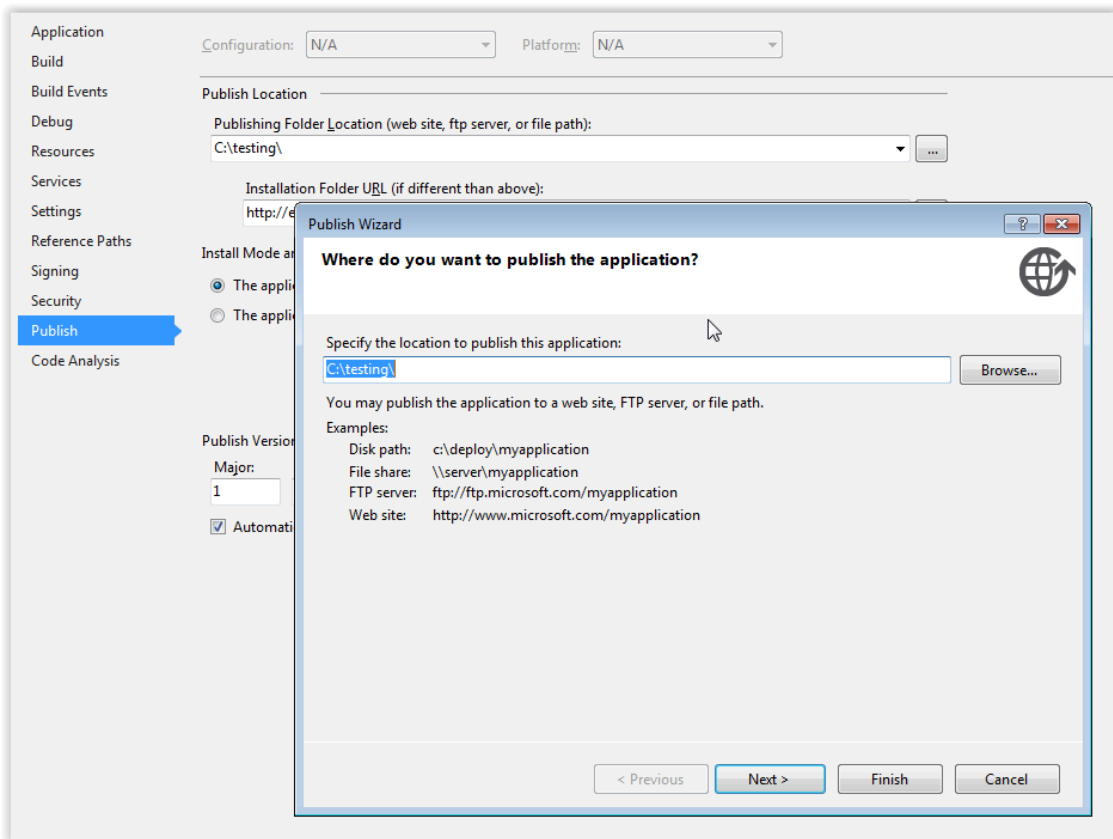 Application
Build
Build Events
Debug
Resources
Services
Settings
Reference Paths
Signing
Security
Publish
Code Analysis
Configuration: N/A Platform: N/A
Publish Location
Publishing Folder Location (web site, ftp server, or file path):
C:\testing\
...
Installation Folder URL (if different than above):
http://e
Install Mode an
The appli
The applic
Publish Version
Major:
1
Automati
Publish Wizard
?
Where do you want to publish the application?
Specify the location to publish this application:
C:\testing\
Browse...
You may publish the application to a web site, FTP server, or file path.
Examples:
Disk path: c:\deploy\myapplication
File share: \\server\myapplication
FTP server: ftp://ftp.microsoft.com/myapplication
Web site: http://www.microsoft.com/myapplication
< Previous Next > Finish Cancel